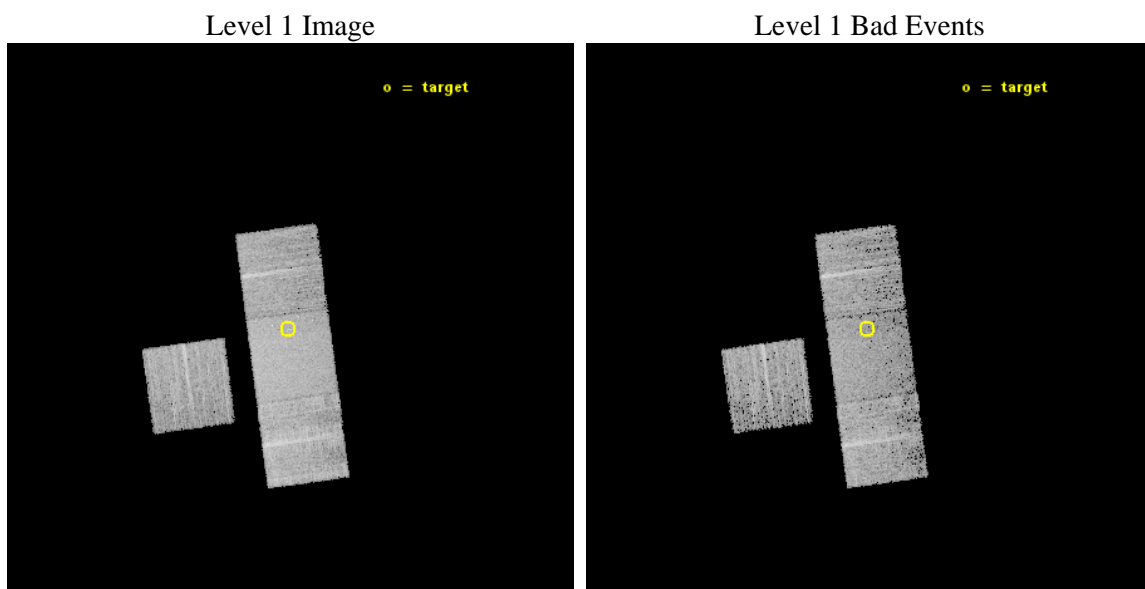 Level 1 Image
Level 1 Bad Events
o = target
o = target